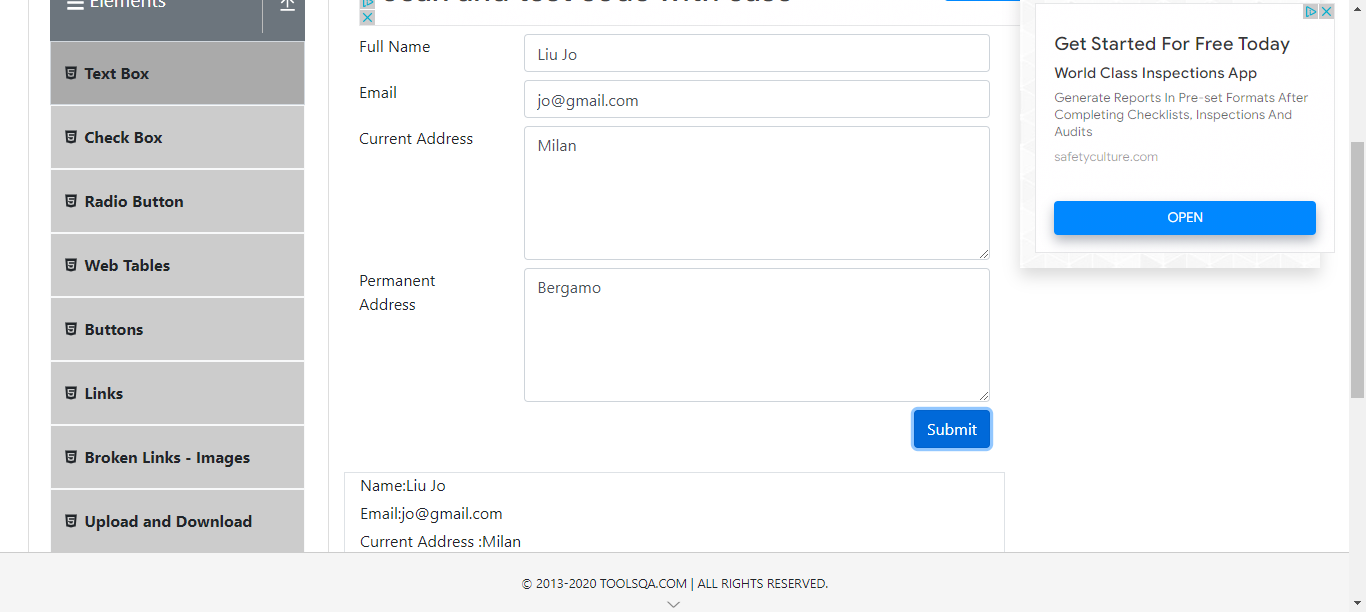 Elements
Text Box
Check Box
Radio Button
Web Tables
Buttons
Links
Broken Links - Images
Upload and Download
Full Name
Liu Jo
Email
jo@gmail.com
Current Address
Milan
Permanent
Address
Bergamo
Submit
Name:Liu Jo
Email:jo@gmail.com
Current Address :Milan
Get Started For Free Today
World Class Inspections App
Generate Reports In Pre-set Formats After
Completing Checklists, Inspections And
Audits
safetyculture.com
OPEN
© 2013-2020 TOOLSQA.COM | ALL RIGHTS RESERVED.